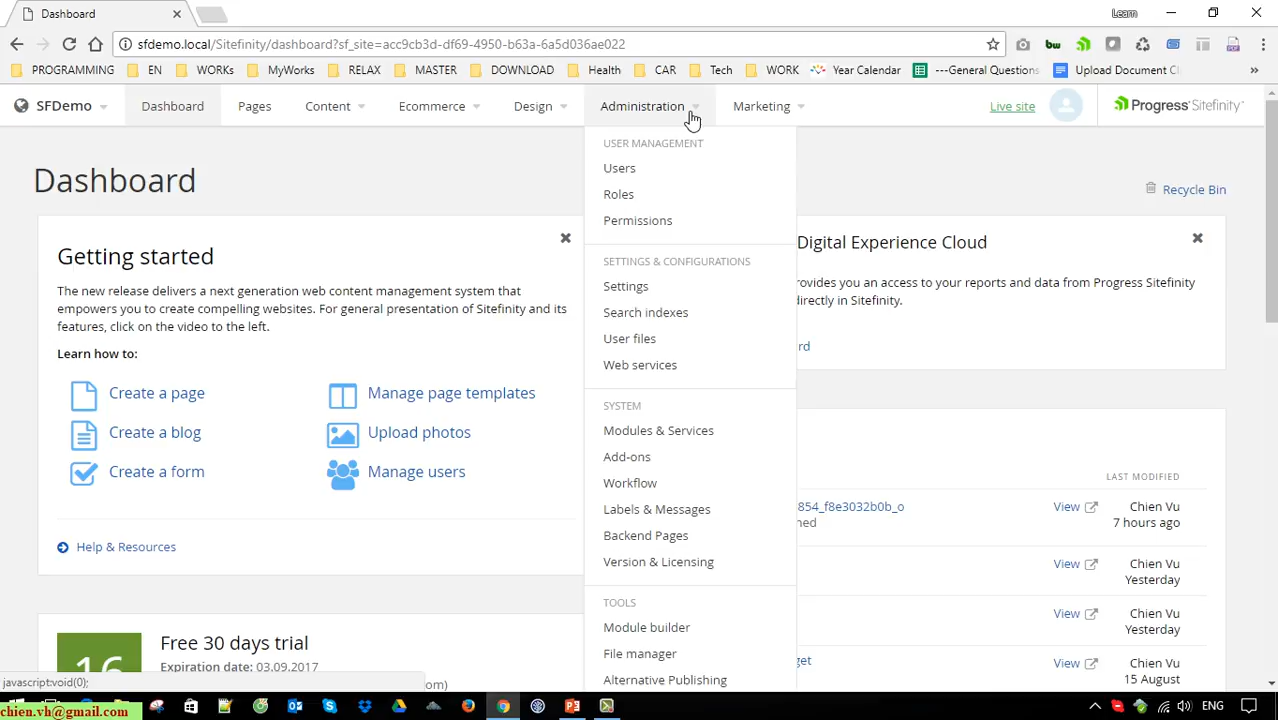 Dashboard
Learn
sfdemo.local/Sitefinity/dashboard?sf_site=acc9cb3d-df69-4950-b63a-6a5d036ae022
PROGRAMMING EN WORKs MyWorks RELAX MASTER DOWNLOAD Health CAR Tech WORK Year Calendar ---General Questions Upload Document Cl »
SFDemo Dashboard Pages Content Ecommerce Design Administration Marketing Live site Progress Sitefinity
USER MANAGEMENT
Users
Roles
Permissions
SETTINGS & CONFIGURATIONS
Settings
Search indexes
User files
Web services
SYSTEM
Modules & Services
Add-ons
Workflow
Labels & Messages
Backend Pages
Version & Licensing
TOOLS
Module builder
File manager
Alternative Publishing
Dashboard
Recycle Bin
Getting started
The new release delivers a next generation web content management system that
empowers you to create compelling websites. For general presentation of Sitefinity and its
features, click on the video to the left.
Learn how to:
Create a page
Manage page templates
Create a blog
Upload photos
Create a form
Manage users
Help & Resources
Digital Experience Cloud
rovides you an access to your reports and data from Progress Sitefinity
directly in Sitefinity.
rd
LAST MODIFIED
854_f8e3032b0b_o View Chien Vu
ned 7 hours ago
View Chien Vu
Yesterday
View Chien Vu
Yesterday
get View Chien Vu
15 August
16
Free 30 days trial
Expiration date: 03.09.2017
om)
javascript:void(0);
chien.vh@gmail.com
ENG